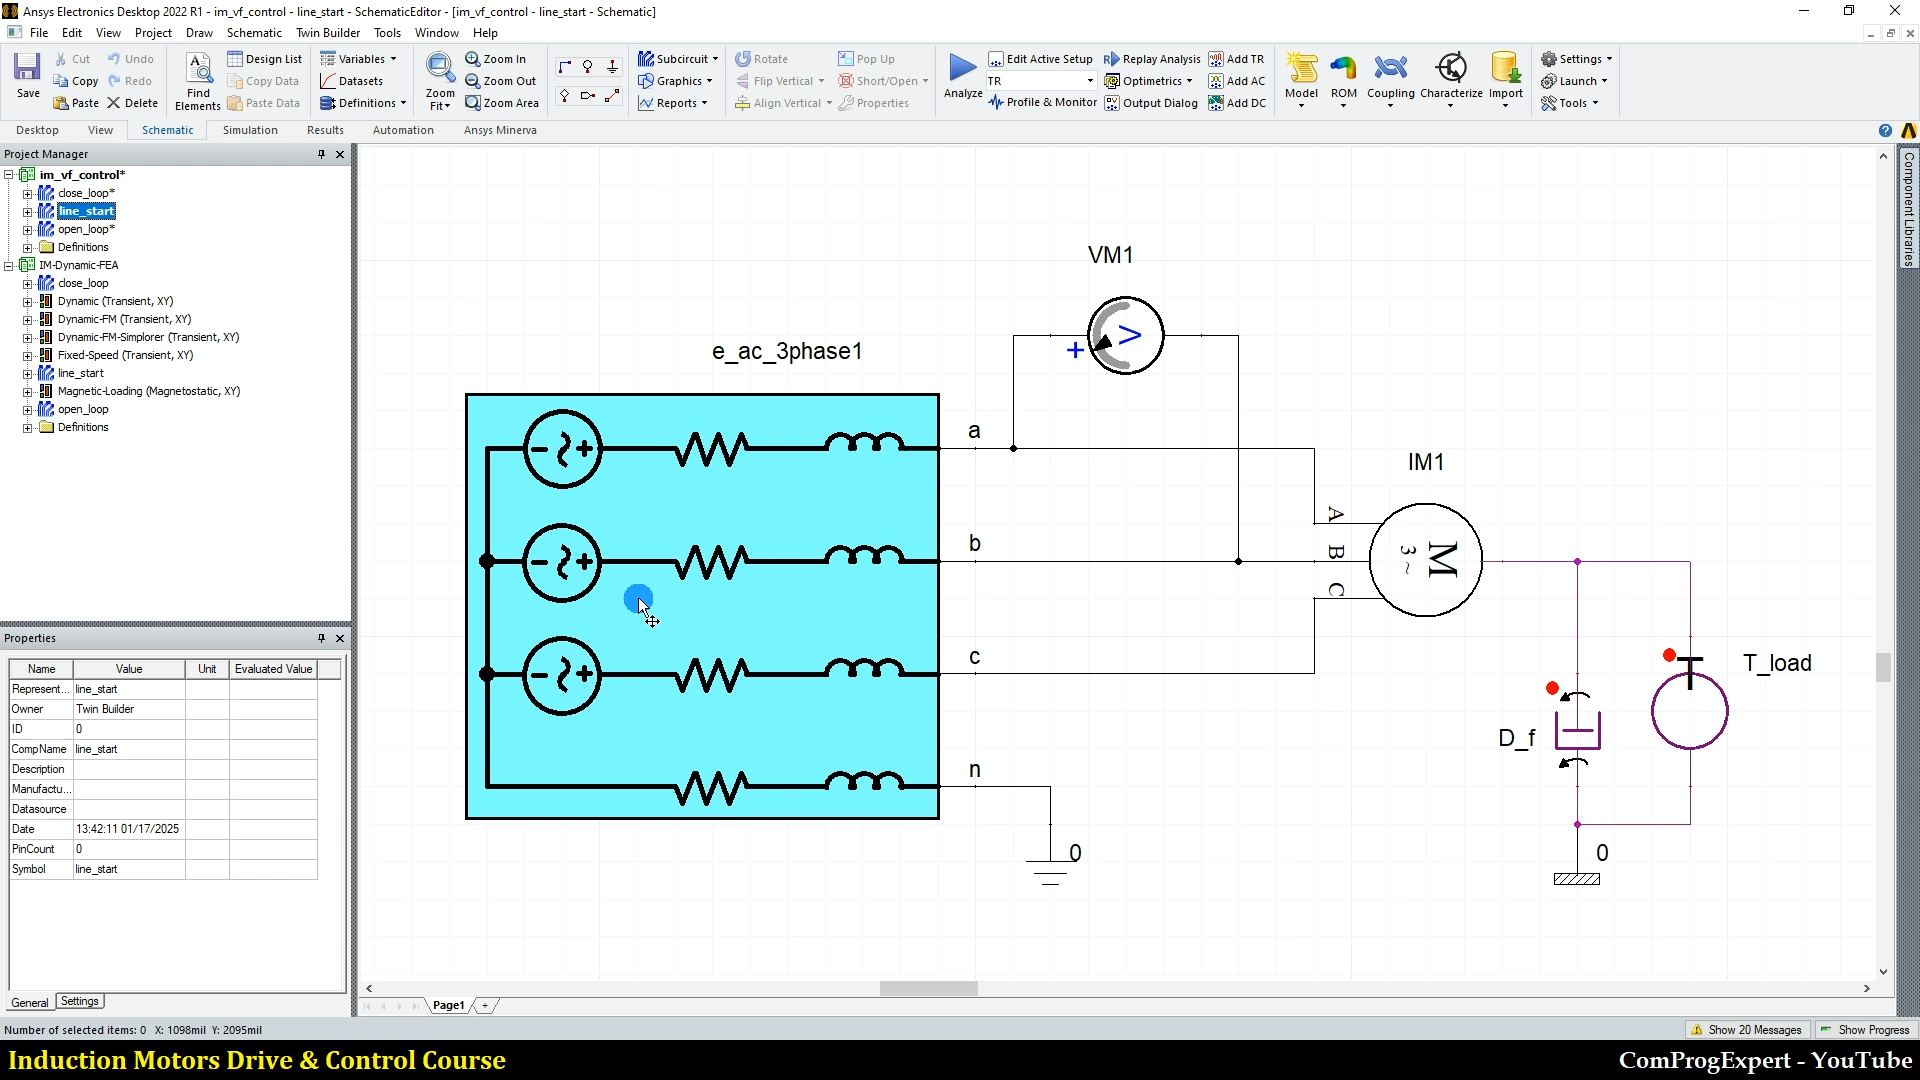 Ansys Electronics Desktop 2022 R1 - im_vf_control - line_start - SchematicEditor - [im_vf_control - line_start - Schematic]
File Edit View Project Draw Schematic Twin Builder Tools Window Help
Save Cut Copy Paste Undo Redo Delete
Find Elements Design List Copy Data Paste Data
Variables Datasets Definitions
Zoom Fit Zoom In Zoom Out Zoom Area
Subcircuit Graphics Reports
Rotate Flip Vertical Align Vertical Pop Up Short/Open Properties
Analyze Edit Active Setup TR Profile & Monitor Replay Analysis Optimetrics Output Dialog Add TR Add AC Add DC
Model ROM Coupling Characterize Import
Settings Launch Tools
Desktop View Schematic Simulation Results Automation Ansys Minerva
Project Manager
im_vf_control*
close_loop*
line_start
open_loop*
Definitions
IM-Dynamic-FEA
close_loop
Dynamic (Transient, XY)
Dynamic-FM (Transient, XY)
Dynamic-FM-Simplorer (Transient, XY)
Fixed-Speed (Transient, XY)
line_start
Magnetic-Loading (Magnetostatic, XY)
open_loop
Definitions
Properties
Name Value Unit Evaluated Value
Represent... line_start
Owner Twin Builder
ID 0
CompName line_start
Description
Manufactu...
Datasource
Date 13:42:11 01/17/2025
PinCount 0
Symbol line_start
General Settings
VM1
+ V
e_ac_3phase1
a
b
c
n
0
IM1
A
B
C
M
3 ~
T
T_load
D_f
0
Component Libraries
Page1 +
Number of selected items: 0 X: 1098mil Y: 2095mil
Show 20 Messages Show Progress
Induction Motors Drive & Control Course
ComProgExpert - YouTube